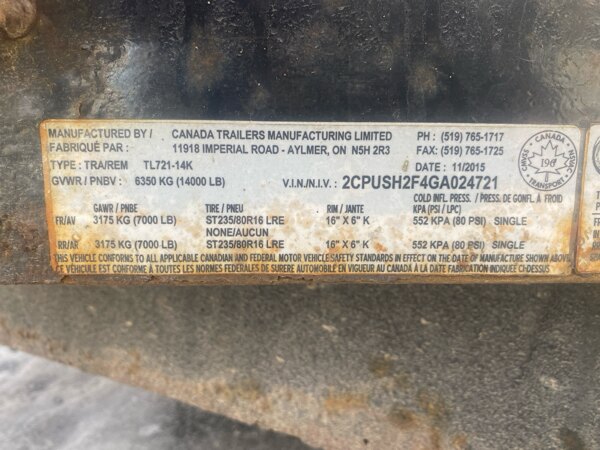 MANUFACTURED BY / CANADA TRAILERS MANUFACTURING LIMITED PH : (519) 765-1717
FABRIQUÉ PAR : 11918 IMPERIAL ROAD - AYLMER, ON N5H 2R3 FAX: (519) 765-1725
TYPE : TRA/REM TL721-14K DATE : 11/2015
GVWR / PNBV : 6350 KG (14000 LB) V.I.N./N.I.V. : 2CPUSH2F4GA024721
COLD INFL. PRESS. / PRESS. DE GONFL. À FROID
GAWR / PNBE TIRE / PNEU RIM / JANTE KPA (PSI / LPC)
FR/AV 3175 KG (7000 LB) ST235/80R16 LRE 16" X 6" K 552 KPA (80 PSI) SINGLE
NONE/AUCUN
RR/AR 3175 KG (7000 LB) ST235/80R16 LRE 16" X 6" K 552 KPA (80 PSI) SINGLE
THIS VEHICLE CONFORMS TO ALL APPLICABLE CANADIAN AND FEDERAL MOTOR VEHICLE SAFETY STANDARDS IN EFFECT ON THE DATE OF MANUFACTURE SHOWN ABOVE
CE VÉHICULE EST CONFORME À TOUTES LES NORMES FÉDÉRALES DE SURERE AUTOMOBILE EN VIGUEUR AU CANADA À LA DATE FABRICATION INDIQUÉE CI-DESSUS
CANADA
TRANSPORT